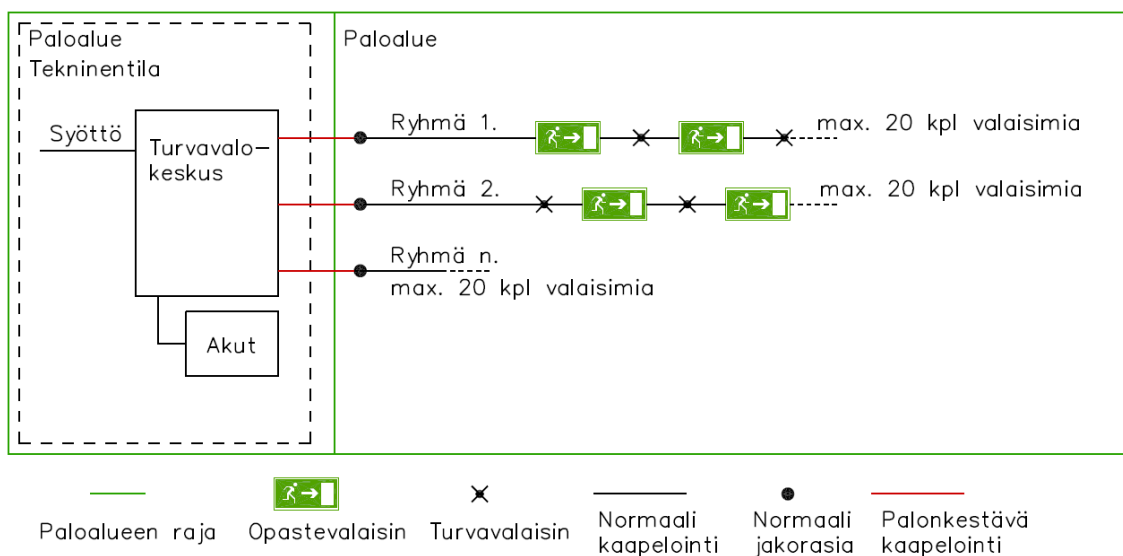 Paloalue
Tekninentila
Paloalue
Syöttö
Turvavalo-
keskus
Akut
Ryhmä 1.
max. 20 kpl valaisimia
Ryhmä 2.
max. 20 kpl valaisimia
Ryhmä n.
max. 20 kpl valaisimia
Paloalueen raja
Opastevalaisin
Turvavalaisin
Normaali
kaapelointi
Normaali
jakorasia
Palonkestävä
kaapelointi